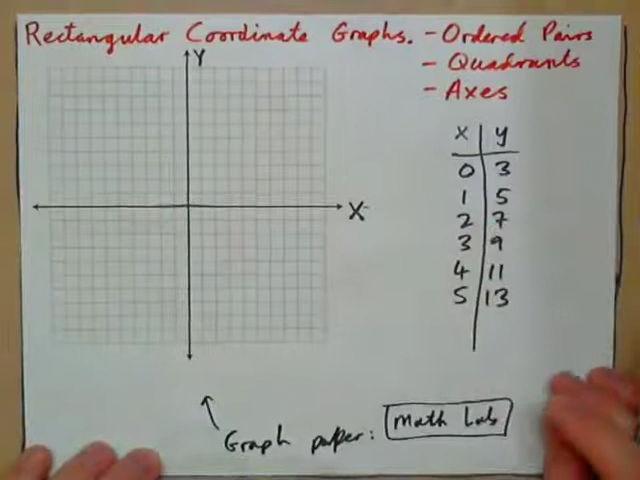 Rectangular Coordinate Graphs. - Ordered Pairs
- Quadrants
- Axes
Y
X
x y
0 3
1 5
2 7
3 9
4 11
5 13
Graph paper: Math Lab